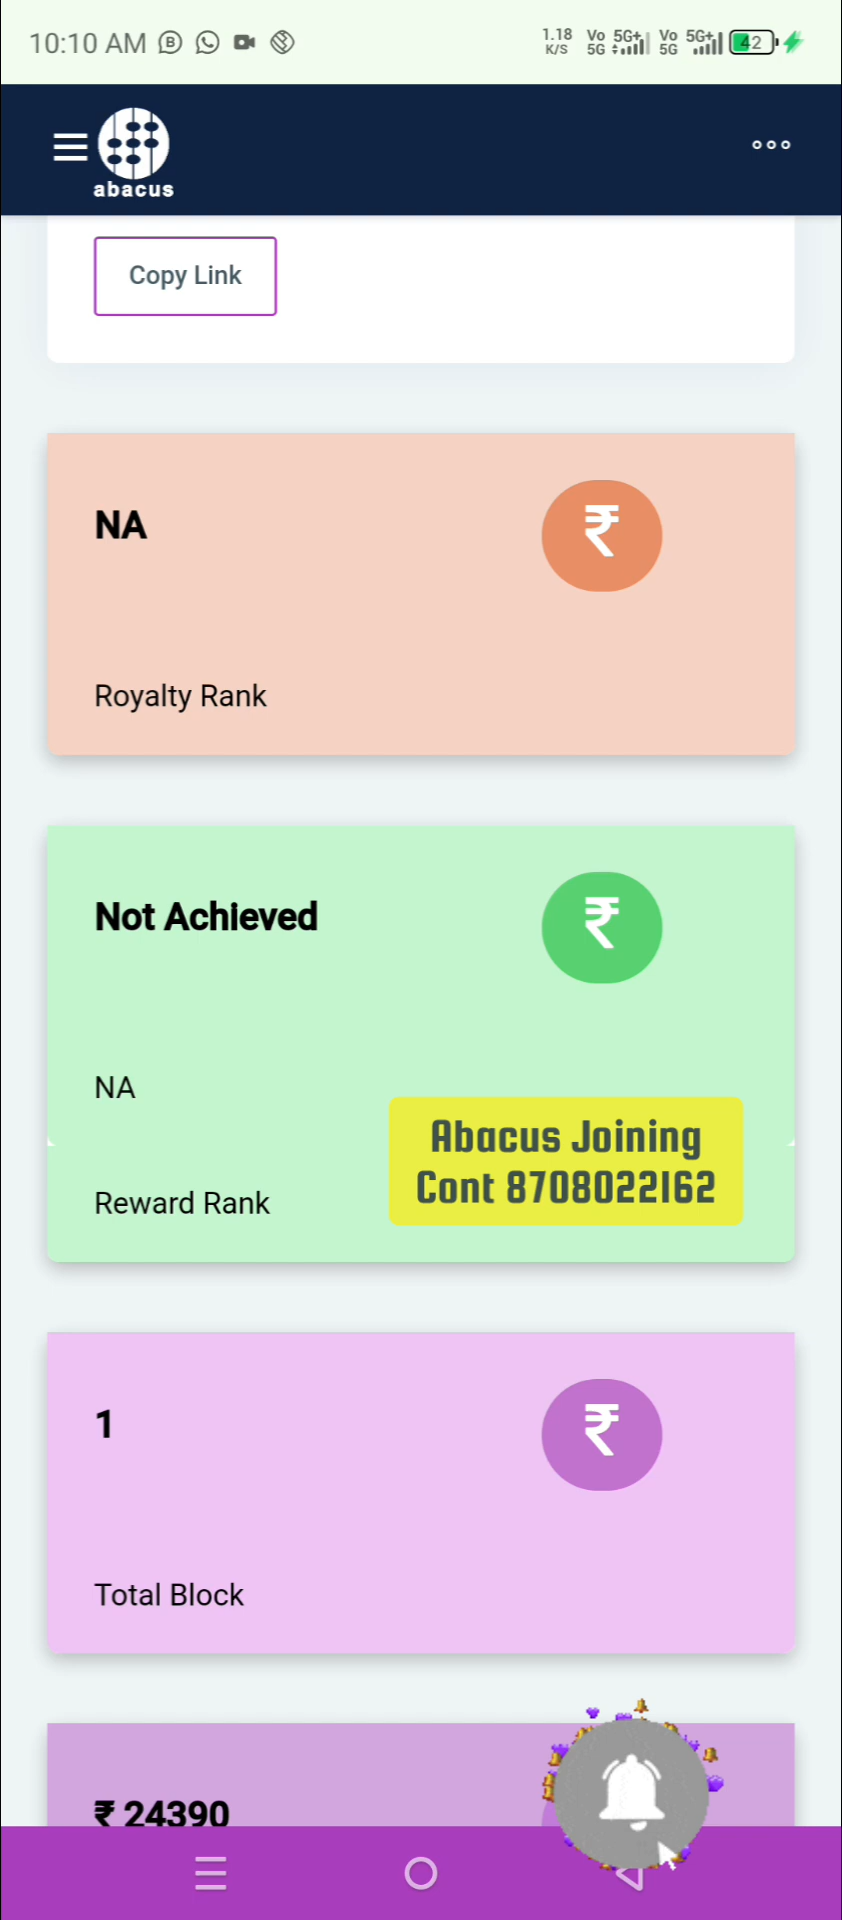 10:10 AM
1.18
K/S
Vo
5G
5G+
Vo
5G
5G+
42
abacus
Copy Link
NA
₹
Royalty Rank
Not Achieved
₹
NA
Reward Rank
Abacus Joining
Cont 8708022162
1
₹
Total Block
₹ 24390